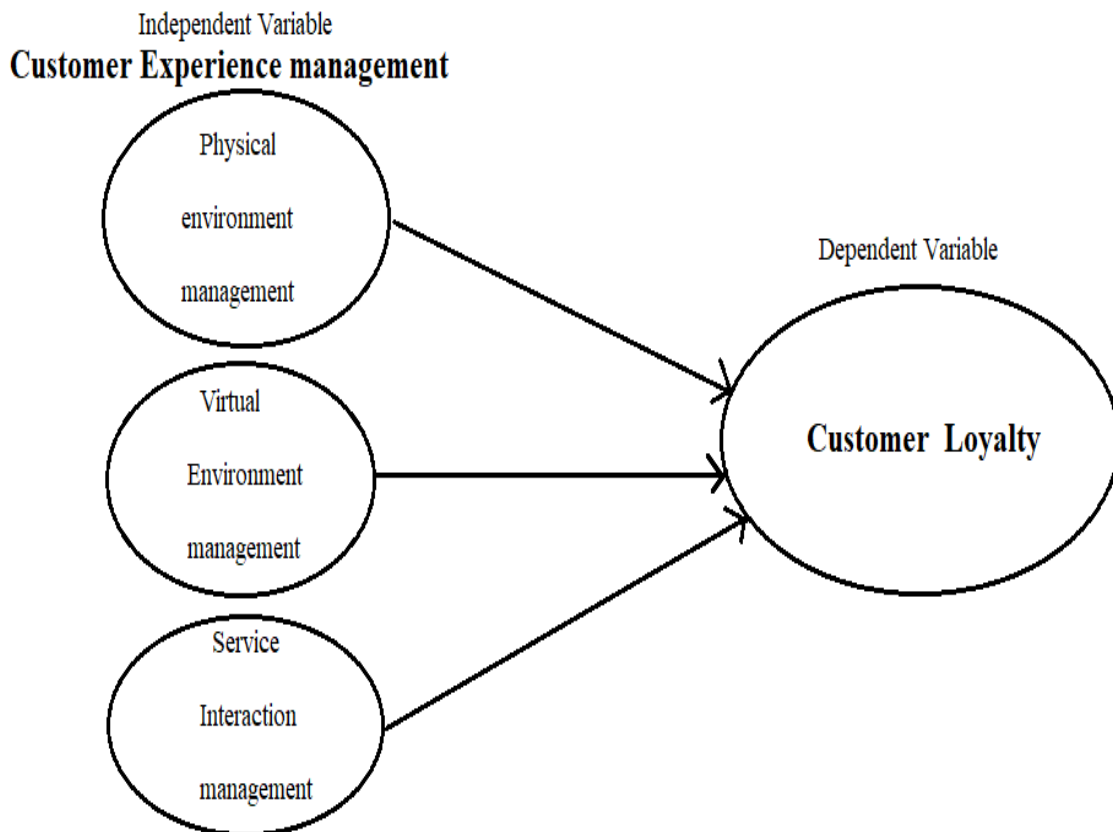 Independent Variable
Customer Experience management
Physical
environment
management
Virtual
Environment
management
Service
Interaction
management
Dependent Variable
Customer Loyalty